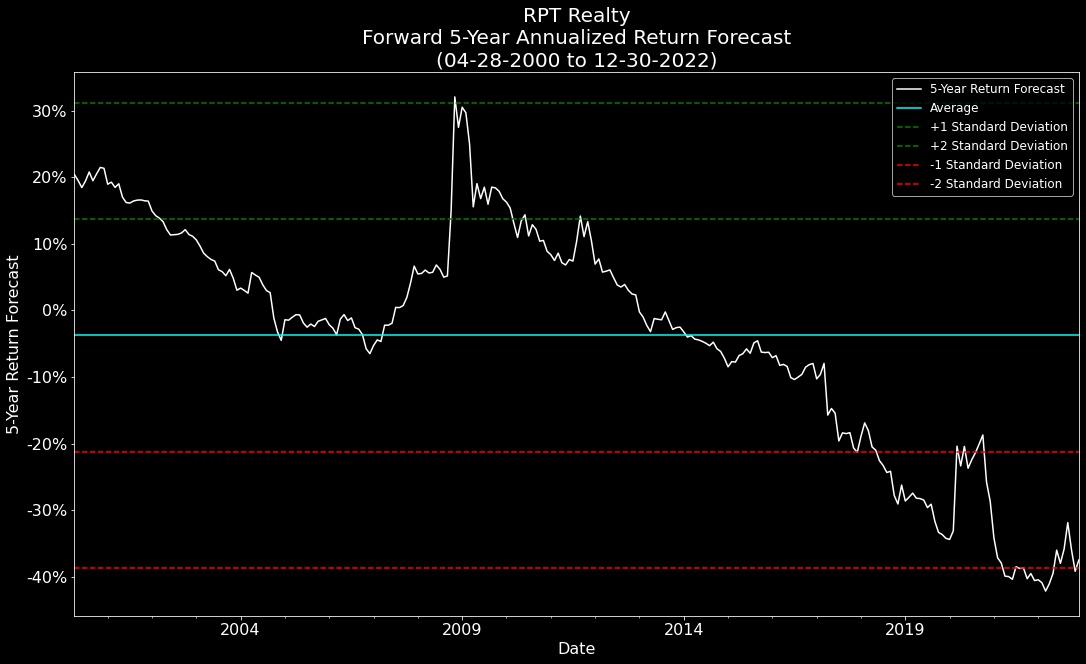 RPT Realty
Forward 5-Year Annualized Return Forecast
(04-28-2000 to 12-30-2022)
5-Year Return Forecast
Average
+1 Standard Deviation
+2 Standard Deviation
-1 Standard Deviation
-2 Standard Deviation
30%
20%
10%
0%
-10%
-20%
-30%
-40%
5-Year Return Forecast
2004
2009
2014
2019
Date